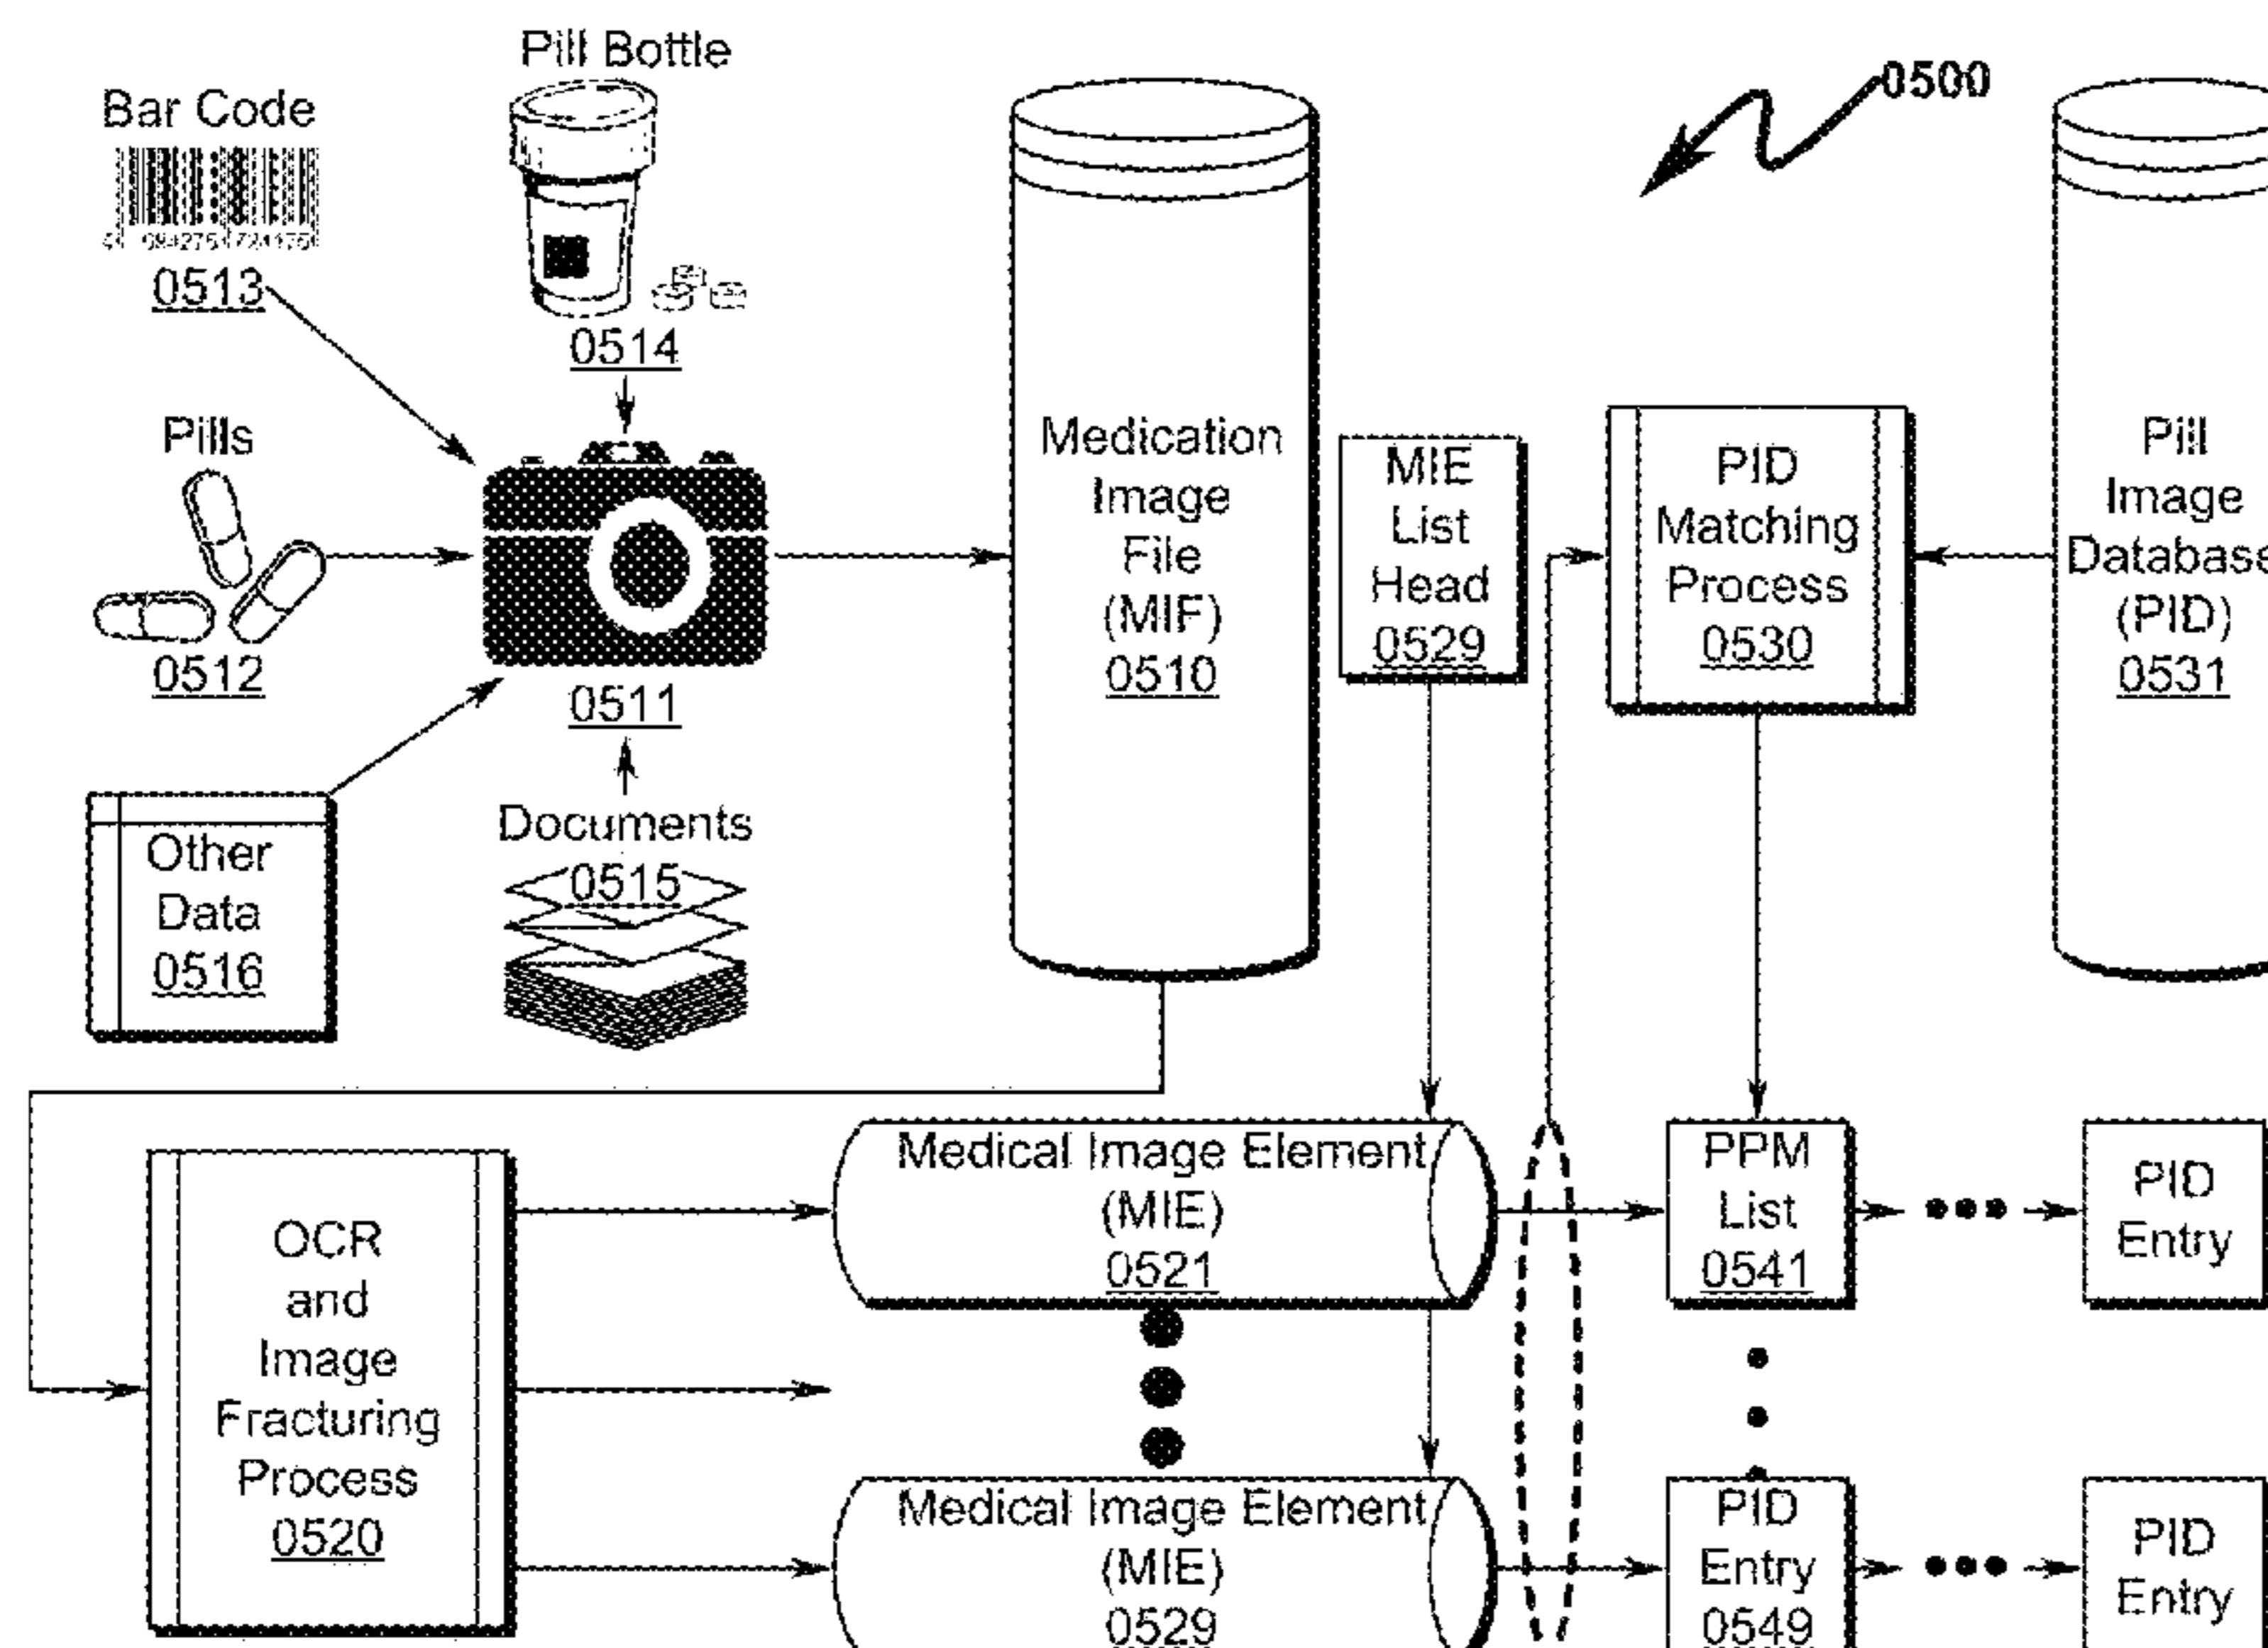 Pill Bottle
0514
Bar Code
0513
0500
Pills
0512
0511
Other
Data
0516
Documents
0515
Medication
Image
File
(MIF)
0510
MIE
List
Head
0529
PID
Matching
Process
0530
Pill
Image
Database
(PID)
0531
OCR
and
Image
Fracturing
Process
0520
Medical Image Element
(MIE)
0521
PPM
List
0541
PID
Entry
Medical Image Element
(MIE)
0529
PID
Entry
0549
PID
Entry